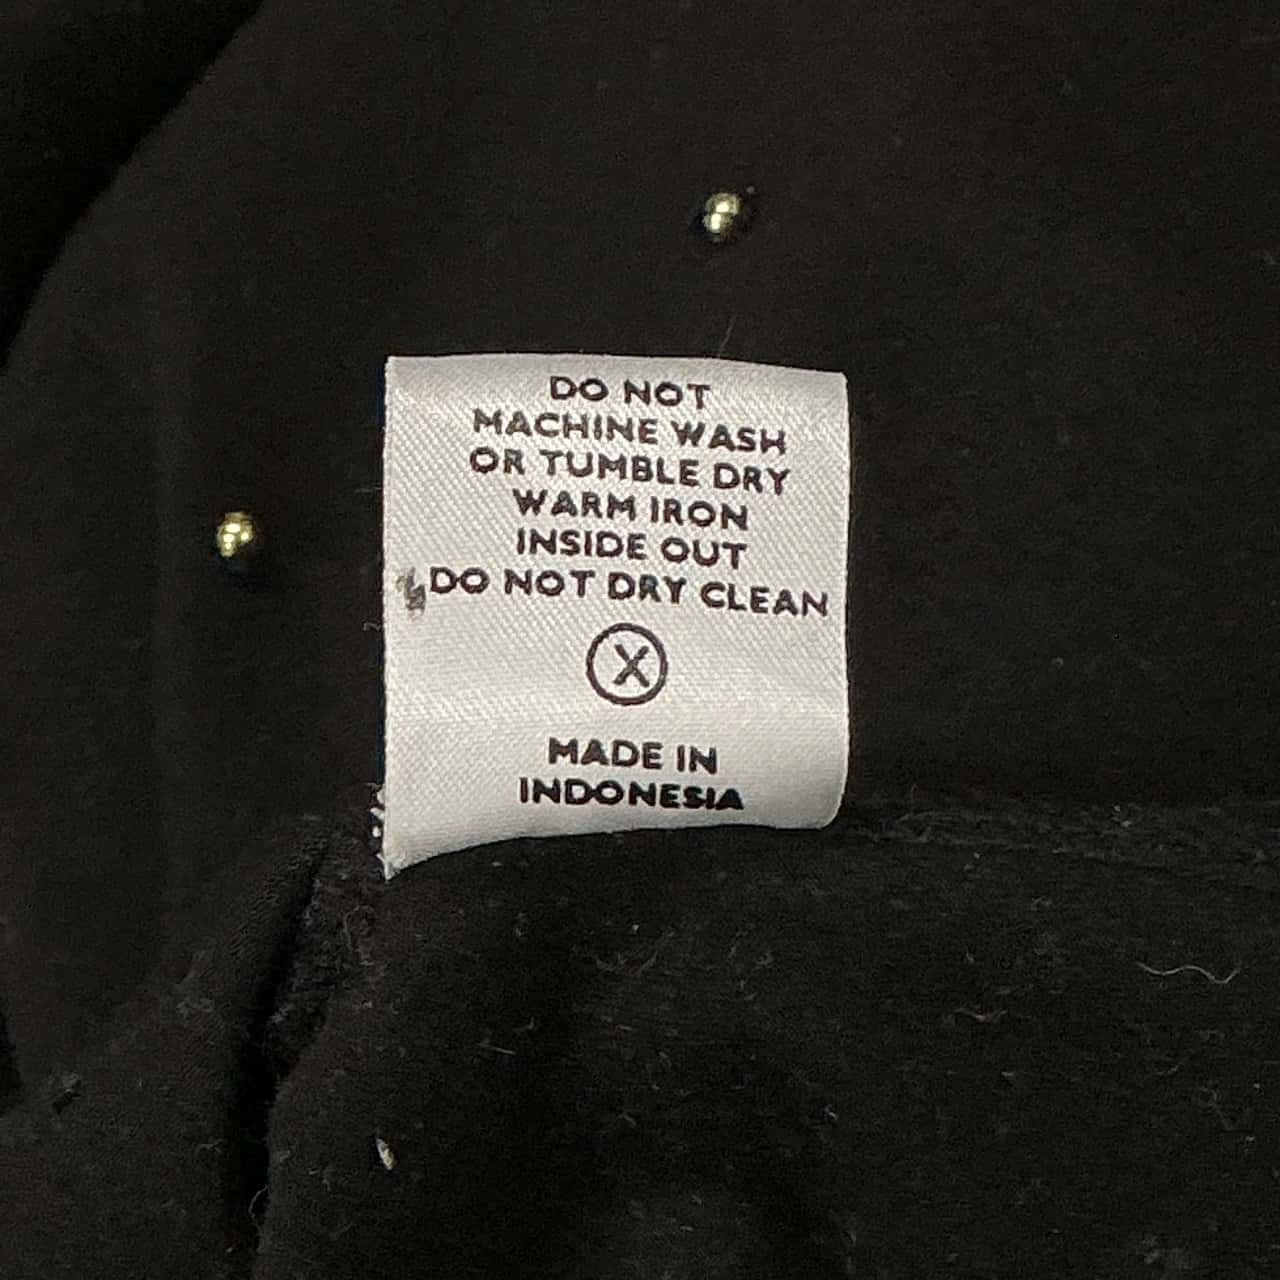 DO NOT
MACHINE WASH
OR TUMBLE DRY
WARM IRON
INSIDE OUT
DO NOT DRY CLEAN
X
MADE IN
INDONESIA